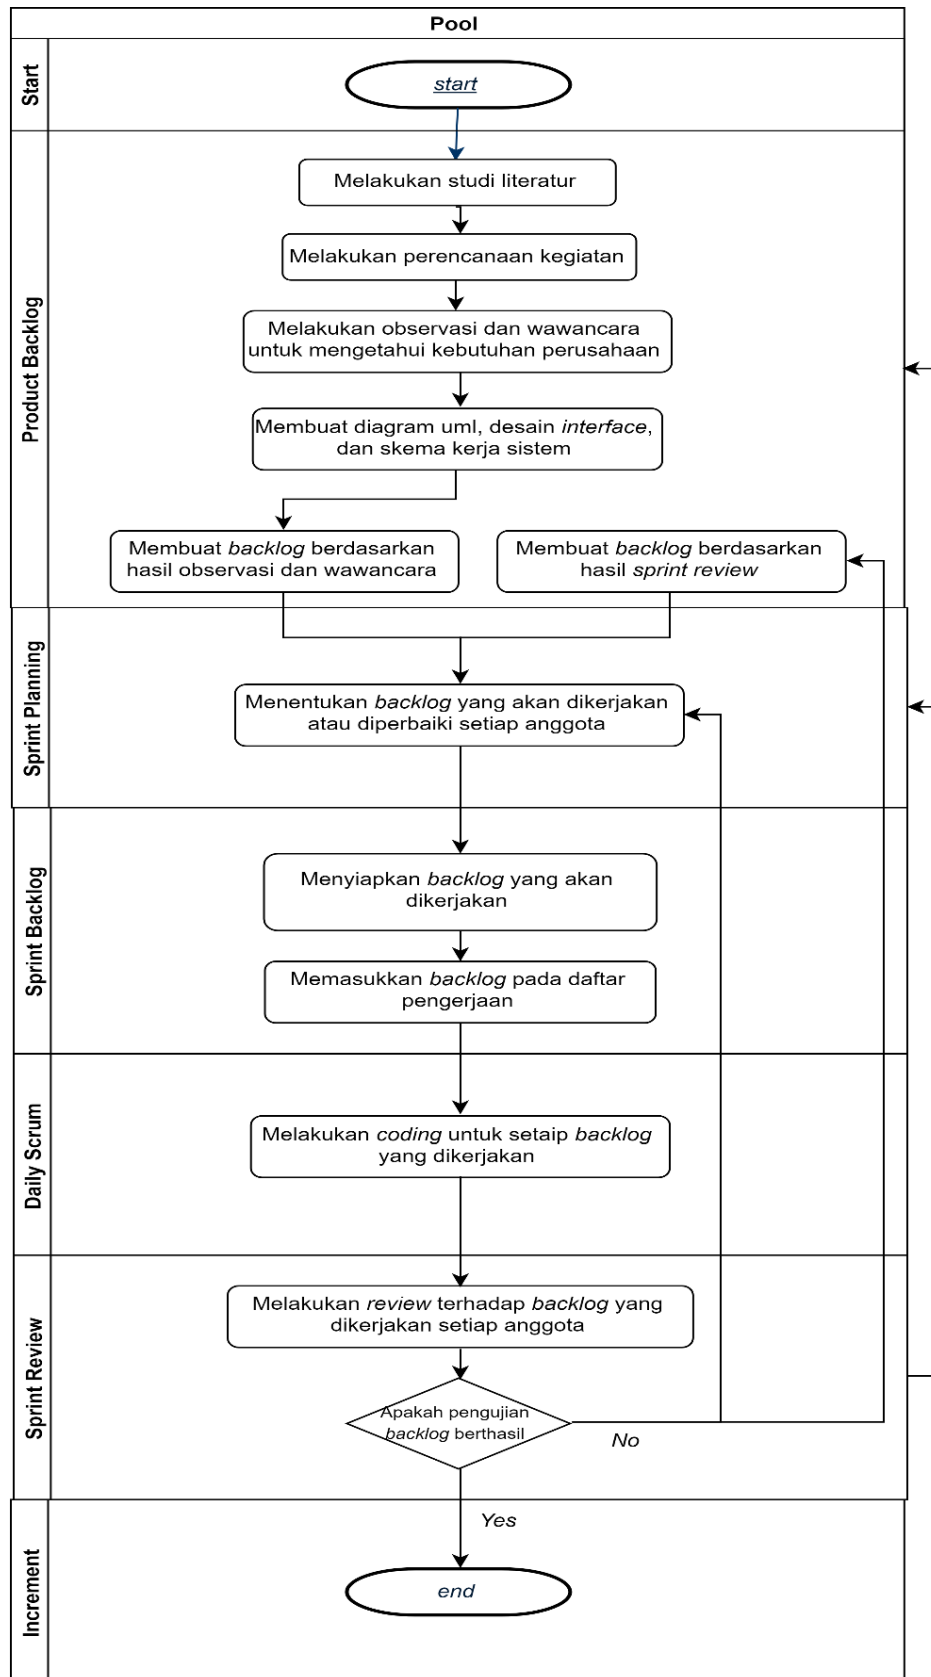 Pool
Start
start
Product Backlog
Melakukan studi literatur
Melakukan perencanaan kegiatan
Melakukan observasi dan wawancara
untuk mengetahui kebutuhan perusahaan
Membuat diagram uml, desain interface,
dan skema kerja sistem
Membuat backlog berdasarkan
hasil observasi dan wawancara
Membuat backlog berdasarkan
hasil sprint review
Sprint Planning
Menentukan backlog yang akan dikerjakan
atau diperbaiki setiap anggota
Sprint Backlog
Menyiapkan backlog yang akan
dikerjakan
Memasukkan backlog pada daftar
pengerjaan
Daily Scrum
Melakukan coding untuk setaip backlog
yang dikerjakan
Sprint Review
Melakukan review terhadap backlog yang
dikerjakan setiap anggota
Apakah pengujian
backlog berthasil
No
Yes
Increment
end